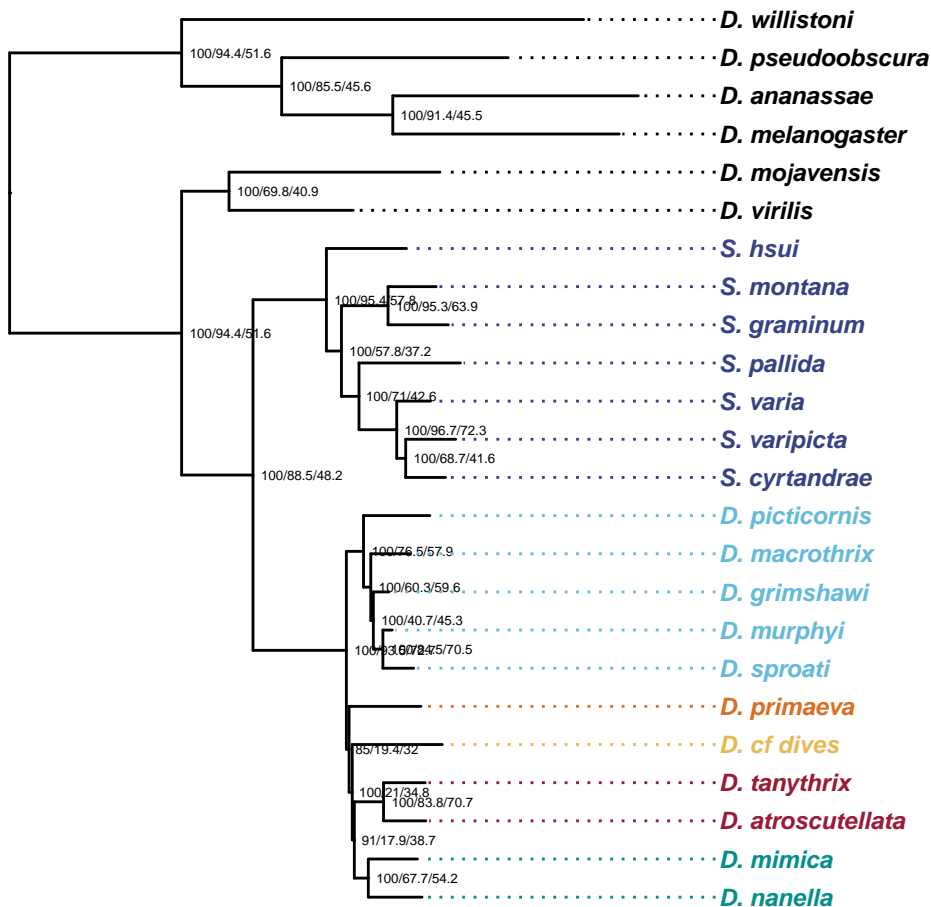 D. willistoni
100/94.4/51.6
D. pseudoobscura
100/85.5/45.6
D. ananassae
100/91.4/45.5
D. melanogaster
D. mojavensis
100/69.8/40.9
D. virilis
S. hsui
S. montana
100/95.4/57.8
100/95.3/63.9
S. graminum
100/94.4/51.6
100/57.8/37.2
S. pallida
100/71/42.6
S. varia
100/96.7/72.3
S. varipicta
100/68.7/41.6
100/88.5/48.2
S. cyrtandrae
D. picticornis
100/76.5/57.9
D. macrothrix
100/60.3/59.6
D. grimshawi
100/40.7/45.3
D. murphyi
D. sproati
D. primaeva
85/19.4/32
D. cf dives
100/21/34.8
D. tanythrix
100/83.8/70.7
D. atroscutellata
91/17.9/38.7
D. mimica
100/67.7/54.2
D. nanella